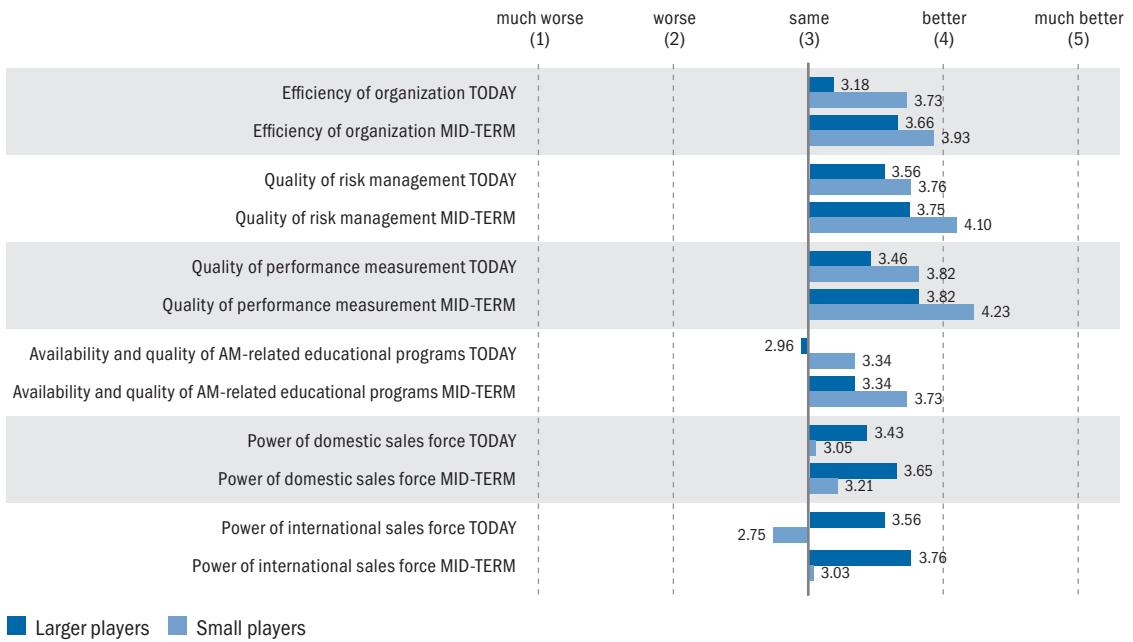 much worse worse same better much better
(1) (2) (3) (4) (5)
Efficiency of organization TODAY
3.18
3.73
Efficiency of organization MID-TERM
3.66
3.93
Quality of risk management TODAY
3.56
3.76
Quality of risk management MID-TERM
3.75
4.10
Quality of performance measurement TODAY
3.46
3.82
Quality of performance measurement MID-TERM
3.82
4.23
Availability and quality of AM-related educational programs TODAY
2.96
3.34
Availability and quality of AM-related educational programs MID-TERM
3.34
3.73
Power of domestic sales force TODAY
3.43
3.05
Power of domestic sales force MID-TERM
3.65
3.21
Power of international sales force TODAY
3.56
2.75
Power of international sales force MID-TERM
3.76
3.03
Larger players Small players